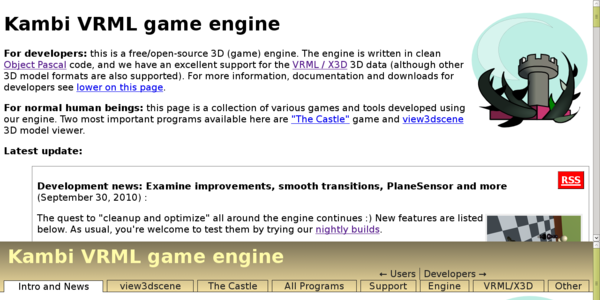 Kambi VRML game engine
For developers: this is a free/open-source 3D (game) engine. The engine is written in clean
Object Pascal code, and we have an excellent support for the VRML / X3D 3D data (although other
3D model formats are also supported). For more information, documentation and downloads for
developers see lower on this page.
For normal human beings: this page is a collection of various games and tools developed using
our engine. Two most important programs available here are "The Castle" game and view3dscene
3D model viewer.
Latest update:
RSS
Development news: Examine improvements, smooth transitions, PlaneSensor and more
(September 30, 2010) :
The quest to "cleanup and optimize" all around the engine continues :) New features are listed
below. As usual, you're welcome to test them by trying our nightly builds.
Kambi VRML game engine
← Users Developers →
Intro and News view3dscene The Castle All Programs Support Engine VRML/X3D Other